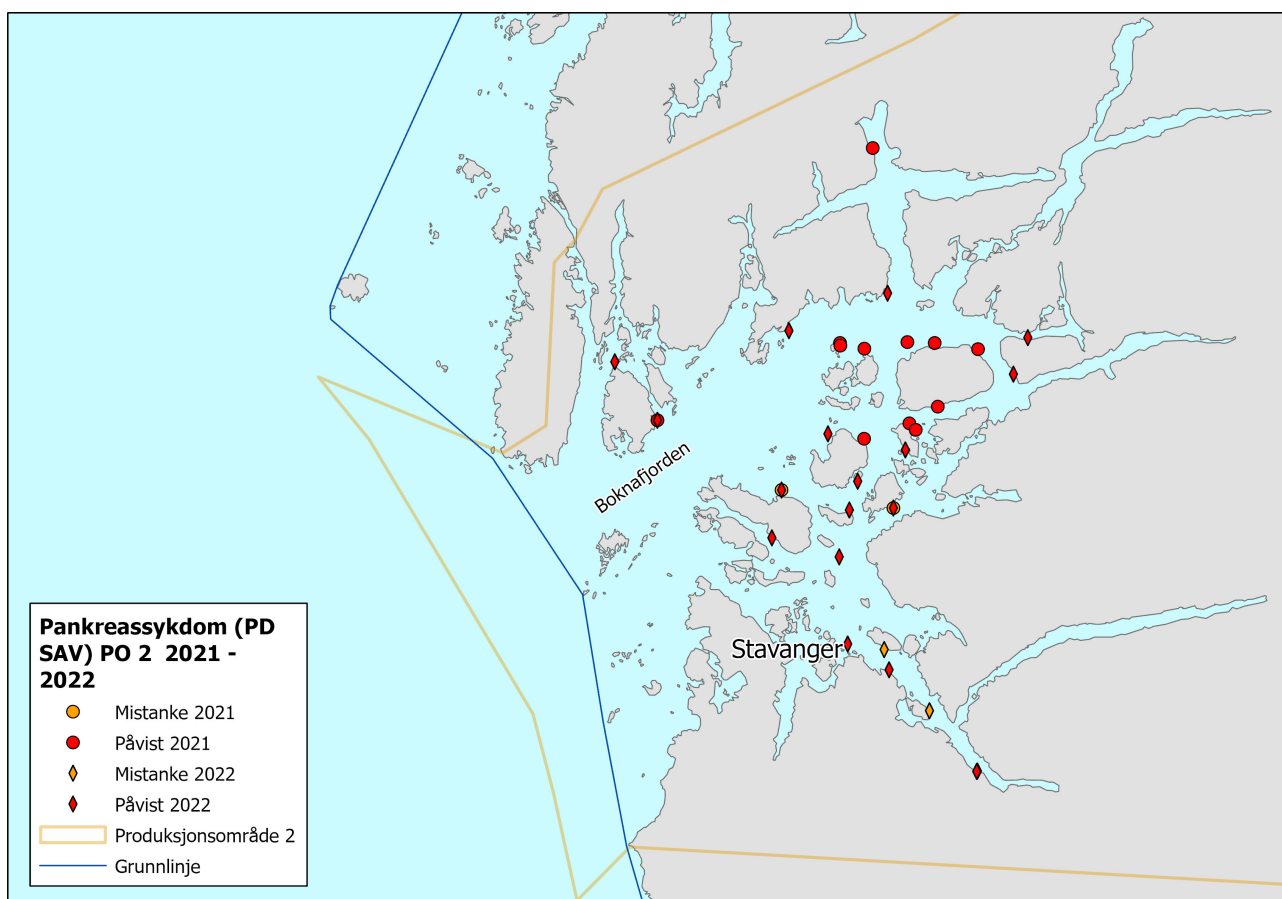 Boknafjorden
Stavanger
Pankreassykdom (PD
SAV) PO 2 2021 -
2022
Mistanke 2021
Påvist 2021
Mistanke 2022
Påvist 2022
Produksjonsområde 2
Grunnlinje